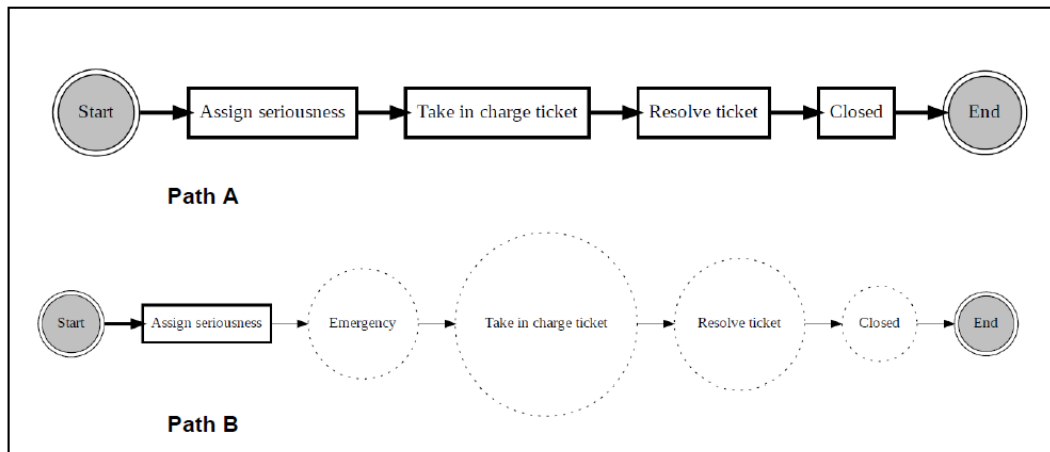 Start
Assign seriousness
Take in charge ticket
Resolve ticket
Closed
End
Path A
Start
Assign seriousness
Emergency
Take in charge ticket
Resolve ticket
Closed
End
Path B